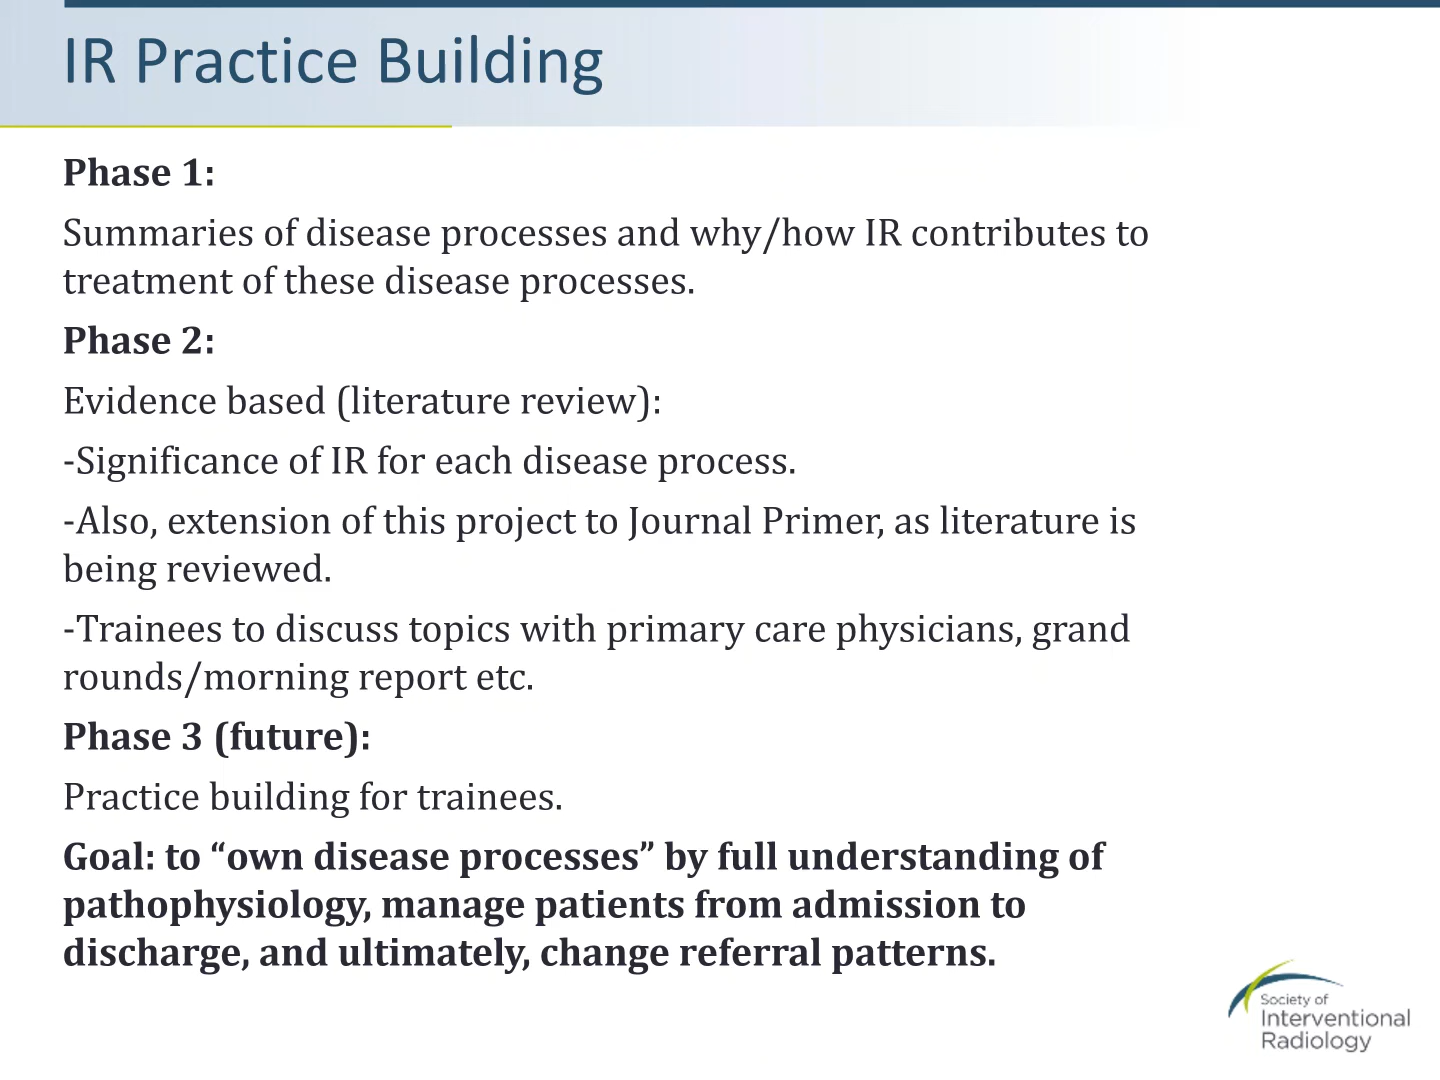 IR Practice Building
Phase 1:
Summaries of disease processes and why/how IR contributes to
treatment of these disease processes.
Phase 2:
Evidence based (literature review):
-Significance of IR for each disease process.
-Also, extension of this project to Journal Primer, as literature is
being reviewed.
-Trainees to discuss topics with primary care physicians, grand
rounds/morning report etc.
Phase 3 (future):
Practice building for trainees.
Goal: to “own disease processes” by full understanding of
pathophysiology, manage patients from admission to
discharge, and ultimately, change referral patterns.
Society of
Interventional
Radiology